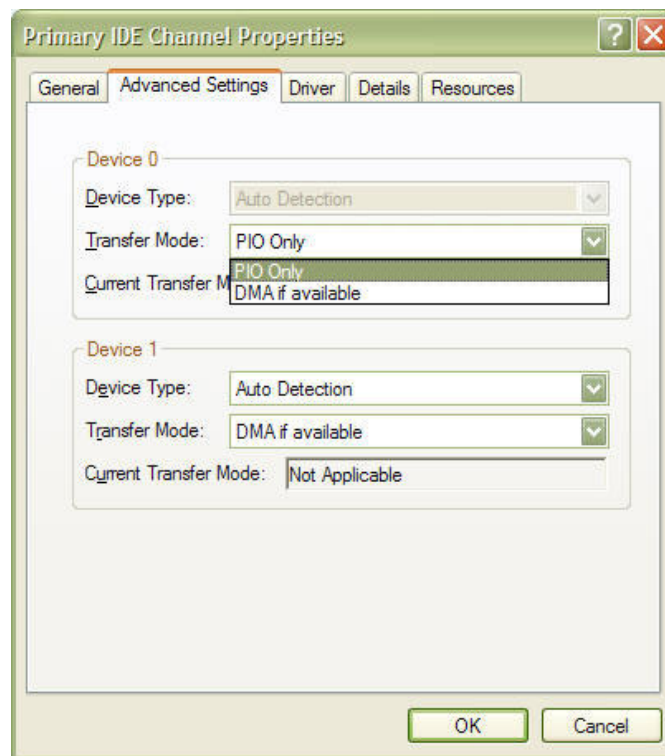 Primary IDE Channel Properties
General Advanced Settings Driver Details Resources
Device 0
Device Type: Auto Detection
Transfer Mode: PIO Only
PIO Only
Current Transfer M
DMA if available
Device 1
Device Type: Auto Detection
Transfer Mode: DMA if available
Current Transfer Mode: Not Applicable
OK Cancel